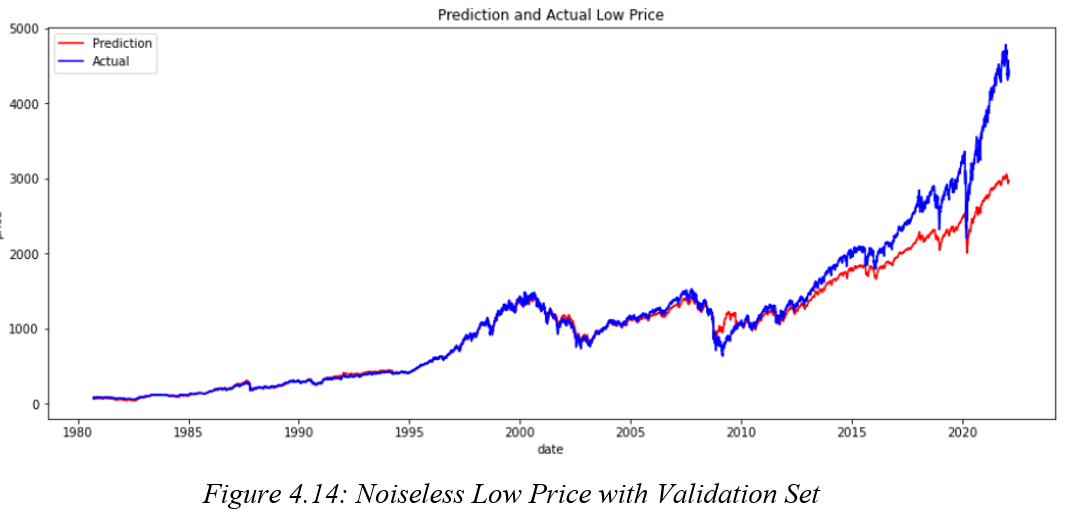 Prediction and Actual Low Price
5000
Prediction
Actual
4000
3000
2000
1000
0
1980 1985 1990 1995 2000 2005 2010 2015 2020
date
Figure 4.14: Noiseless Low Price with Validation Set